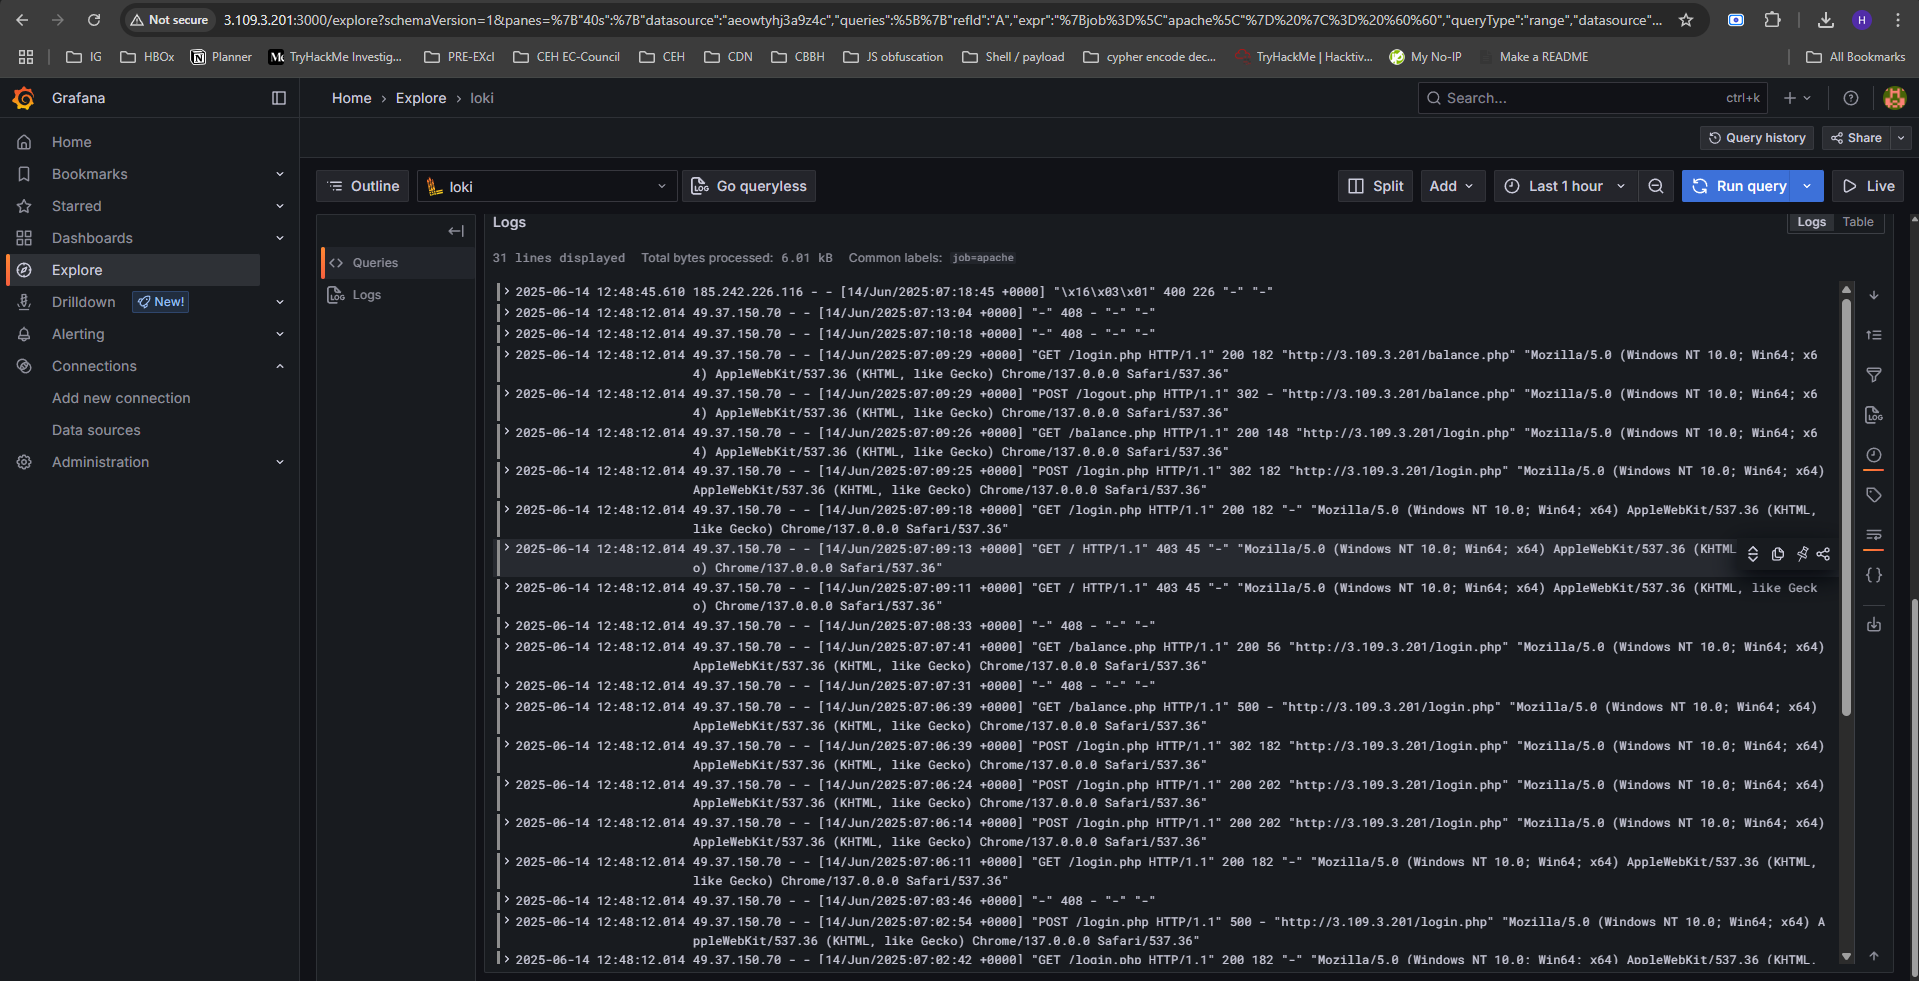 Not secure
3.109.3.201:3000/explore?schemaVersion=1&panes=%7B"40s":%7B"datasource":"aeowtyhj3a9z4c","queries":%5B%7B"refId":"A","expr":"%7Bjob%3D%5C"apache%5C"%7D%20%7C%3D%20%60%60","queryType":"range","datasource"...
H
IG
HBOx
Planner
TryHackMe Investig...
PRE-EXcl
CEH EC-Council
CEH
CDN
CBBH
JS obfuscation
Shell / payload
cypher encode dec...
TryHackMe | Hacktiv...
My No-IP
Make a README
All Bookmarks
Grafana
Home
Explore
loki
Search...
ctrl+k
Home
Bookmarks
Starred
Dashboards
Explore
Drilldown
New!
Alerting
Connections
Add new connection
Data sources
Administration
Query history
Share
Outline
loki
Go queryless
Split
Add
Last 1 hour
Run query
Live
Queries
Logs
Logs
Logs
Table
31 lines displayed Total bytes processed: 6.01 kB Common labels: job=apache
2025-06-14 12:48:45.610 185.242.226.116 - - [14/Jun/2025:07:18:45 +0000] "\x16\x03\x01" 400 226 "-" "-"
2025-06-14 12:48:12.014 49.37.150.70 - - [14/Jun/2025:07:13:04 +0000] "-" 408 - "-" "-"
2025-06-14 12:48:12.014 49.37.150.70 - - [14/Jun/2025:07:10:18 +0000] "-" 408 - "-" "-"
2025-06-14 12:48:12.014 49.37.150.70 - - [14/Jun/2025:07:09:29 +0000] "GET /login.php HTTP/1.1" 200 182 "http://3.109.3.201/balance.php" "Mozilla/5.0 (Windows NT 10.0; Win64; x6
4) AppleWebKit/537.36 (KHTML, like Gecko) Chrome/137.0.0.0 Safari/537.36"
2025-06-14 12:48:12.014 49.37.150.70 - - [14/Jun/2025:07:09:29 +0000] "POST /logout.php HTTP/1.1" 302 - "http://3.109.3.201/balance.php" "Mozilla/5.0 (Windows NT 10.0; Win64; x6
4) AppleWebKit/537.36 (KHTML, like Gecko) Chrome/137.0.0.0 Safari/537.36"
2025-06-14 12:48:12.014 49.37.150.70 - - [14/Jun/2025:07:09:26 +0000] "GET /balance.php HTTP/1.1" 200 148 "http://3.109.3.201/login.php" "Mozilla/5.0 (Windows NT 10.0; Win64; x6
4) AppleWebKit/537.36 (KHTML, like Gecko) Chrome/137.0.0.0 Safari/537.36"
2025-06-14 12:48:12.014 49.37.150.70 - - [14/Jun/2025:07:09:25 +0000] "POST /login.php HTTP/1.1" 302 182 "http://3.109.3.201/login.php" "Mozilla/5.0 (Windows NT 10.0; Win64; x64)
AppleWebKit/537.36 (KHTML, like Gecko) Chrome/137.0.0.0 Safari/537.36"
2025-06-14 12:48:12.014 49.37.150.70 - - [14/Jun/2025:07:09:18 +0000] "GET /login.php HTTP/1.1" 200 182 "-" "Mozilla/5.0 (Windows NT 10.0; Win64; x64) AppleWebKit/537.36 (KHTML,
like Gecko) Chrome/137.0.0.0 Safari/537.36"
2025-06-14 12:48:12.014 49.37.150.70 - - [14/Jun/2025:07:09:13 +0000] "GET / HTTP/1.1" 403 45 "-" "Mozilla/5.0 (Windows NT 10.0; Win64; x64) AppleWebKit/537.36 (KHTML
o) Chrome/137.0.0.0 Safari/537.36"
2025-06-14 12:48:12.014 49.37.150.70 - - [14/Jun/2025:07:09:11 +0000] "GET / HTTP/1.1" 403 45 "-" "Mozilla/5.0 (Windows NT 10.0; Win64; x64) AppleWebKit/537.36 (KHTML, like Geck
o) Chrome/137.0.0.0 Safari/537.36"
2025-06-14 12:48:12.014 49.37.150.70 - - [14/Jun/2025:07:08:33 +0000] "-" 408 - "-" "-"
2025-06-14 12:48:12.014 49.37.150.70 - - [14/Jun/2025:07:07:41 +0000] "GET /balance.php HTTP/1.1" 200 56 "http://3.109.3.201/login.php" "Mozilla/5.0 (Windows NT 10.0; Win64; x64)
AppleWebKit/537.36 (KHTML, like Gecko) Chrome/137.0.0.0 Safari/537.36"
2025-06-14 12:48:12.014 49.37.150.70 - - [14/Jun/2025:07:07:31 +0000] "-" 408 - "-" "-"
2025-06-14 12:48:12.014 49.37.150.70 - - [14/Jun/2025:07:06:39 +0000] "GET /balance.php HTTP/1.1" 500 - "http://3.109.3.201/login.php" "Mozilla/5.0 (Windows NT 10.0; Win64; x64)
AppleWebKit/537.36 (KHTML, like Gecko) Chrome/137.0.0.0 Safari/537.36"
2025-06-14 12:48:12.014 49.37.150.70 - - [14/Jun/2025:07:06:39 +0000] "POST /login.php HTTP/1.1" 302 182 "http://3.109.3.201/login.php" "Mozilla/5.0 (Windows NT 10.0; Win64; x64)
AppleWebKit/537.36 (KHTML, like Gecko) Chrome/137.0.0.0 Safari/537.36"
2025-06-14 12:48:12.014 49.37.150.70 - - [14/Jun/2025:07:06:24 +0000] "POST /login.php HTTP/1.1" 200 202 "http://3.109.3.201/login.php" "Mozilla/5.0 (Windows NT 10.0; Win64; x64)
AppleWebKit/537.36 (KHTML, like Gecko) Chrome/137.0.0.0 Safari/537.36"
2025-06-14 12:48:12.014 49.37.150.70 - - [14/Jun/2025:07:06:14 +0000] "POST /login.php HTTP/1.1" 200 202 "http://3.109.3.201/login.php" "Mozilla/5.0 (Windows NT 10.0; Win64; x64)
AppleWebKit/537.36 (KHTML, like Gecko) Chrome/137.0.0.0 Safari/537.36"
2025-06-14 12:48:12.014 49.37.150.70 - - [14/Jun/2025:07:06:11 +0000] "GET /login.php HTTP/1.1" 200 182 "-" "Mozilla/5.0 (Windows NT 10.0; Win64; x64) AppleWebKit/537.36 (KHTML,
like Gecko) Chrome/137.0.0.0 Safari/537.36"
2025-06-14 12:48:12.014 49.37.150.70 - - [14/Jun/2025:07:03:46 +0000] "-" 408 - "-" "-"
2025-06-14 12:48:12.014 49.37.150.70 - - [14/Jun/2025:07:02:54 +0000] "POST /login.php HTTP/1.1" 500 - "http://3.109.3.201/login.php" "Mozilla/5.0 (Windows NT 10.0; Win64; x64) A
ppleWebKit/537.36 (KHTML, like Gecko) Chrome/137.0.0.0 Safari/537.36"
2025-06-14 12:48:12.014 49.37.150.70 - - [14/Jun/2025:07:02:42 +0000] "GET /login.php HTTP/1.1" 200 182 "-" "Mozilla/5.0 (Windows NT 10.0; Win64; x64) AppleWebKit/537.36 (KHTML,